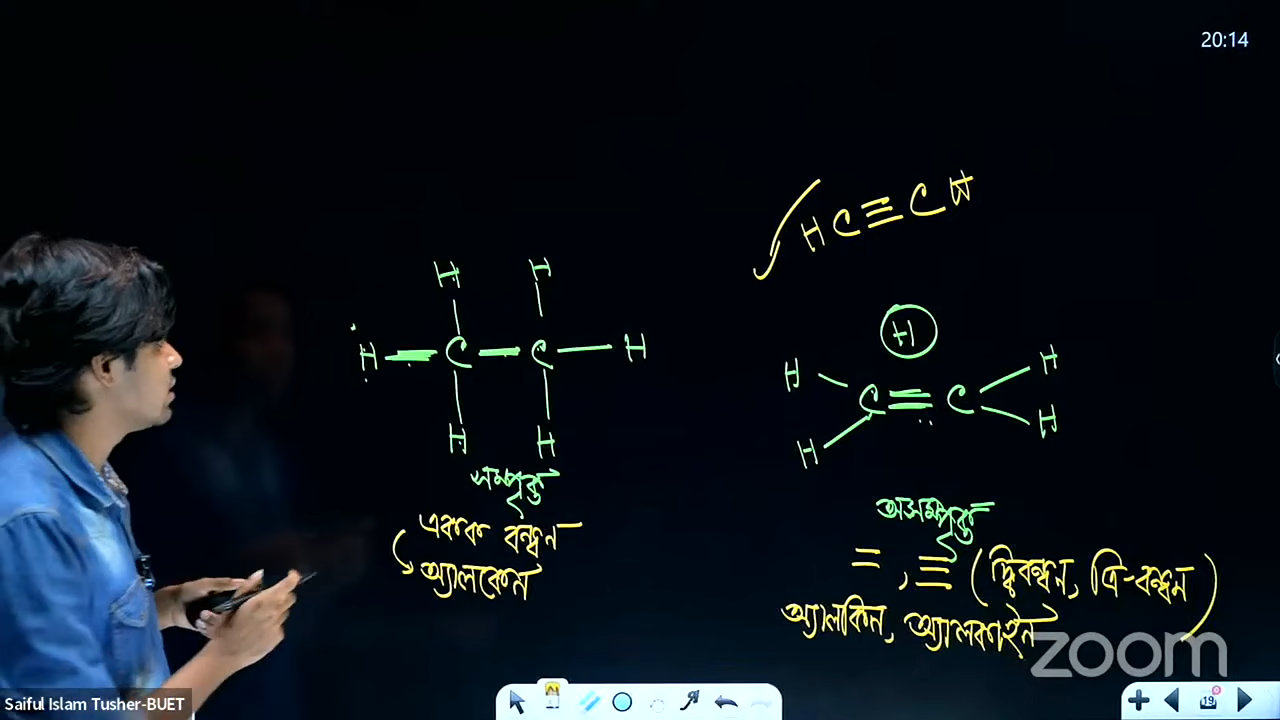 20:14
HC≡CH
H H
H C C H
H H
সম্পৃক্ত
একক বন্ধন
অ্যালকেন
H
H C=C H
H H
অসম্পৃক্ত
=, ≡ (দ্বিবন্ধন, ত্রি-বন্ধন)
অ্যালকিন, অ্যালকাইন
zoom
19
Saiful Islam Tusher-BUET